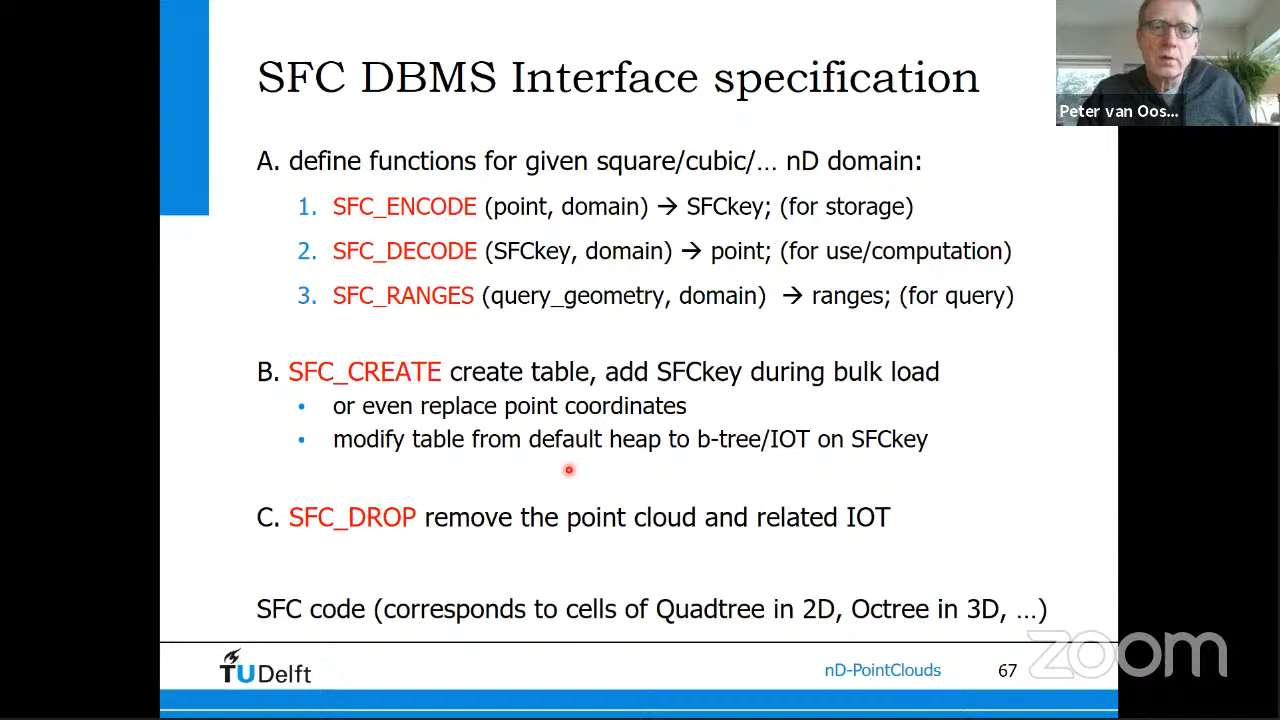 SFC DBMS Interface specification
Peter van Oos...
A. define functions for given square/cubic/… nD domain:
1. SFC_ENCODE (point, domain) → SFCkey; (for storage)
2. SFC_DECODE (SFCkey, domain) → point; (for use/computation)
3. SFC_RANGES (query_geometry, domain) → ranges; (for query)
B. SFC_CREATE create table, add SFCkey during bulk load
• or even replace point coordinates
• modify table from default heap to b-tree/IOT on SFCkey
C. SFC_DROP remove the point cloud and related IOT
SFC code (corresponds to cells of Quadtree in 2D, Octree in 3D, …)
TUDelft
nD-PointClouds
67
zoom